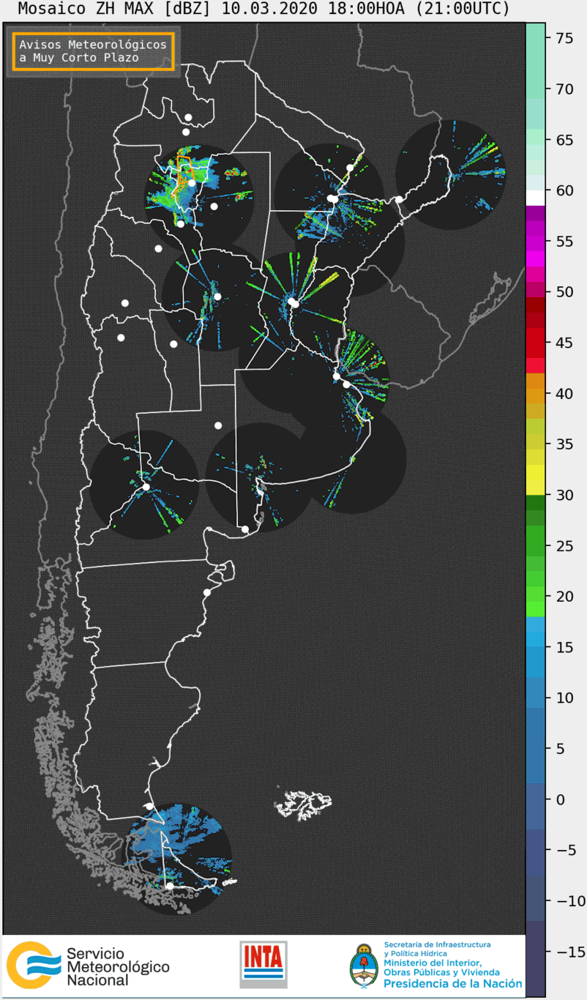 Mosaico ZH MAX [dBZ] 10.03.2020 18:00HOA (21:00UTC)
Avisos Meteorológicos
a Muy Corto Plazo
75
70
65
60
55
50
45
40
35
30
25
20
15
10
5
0
−5
−10
−15
Servicio
Meteorológico
Nacional
INTA
Secretaría de Infraestructura
y Política Hídrica
Ministerio del Interior,
Obras Públicas y Vivienda
Presidencia de la Nación